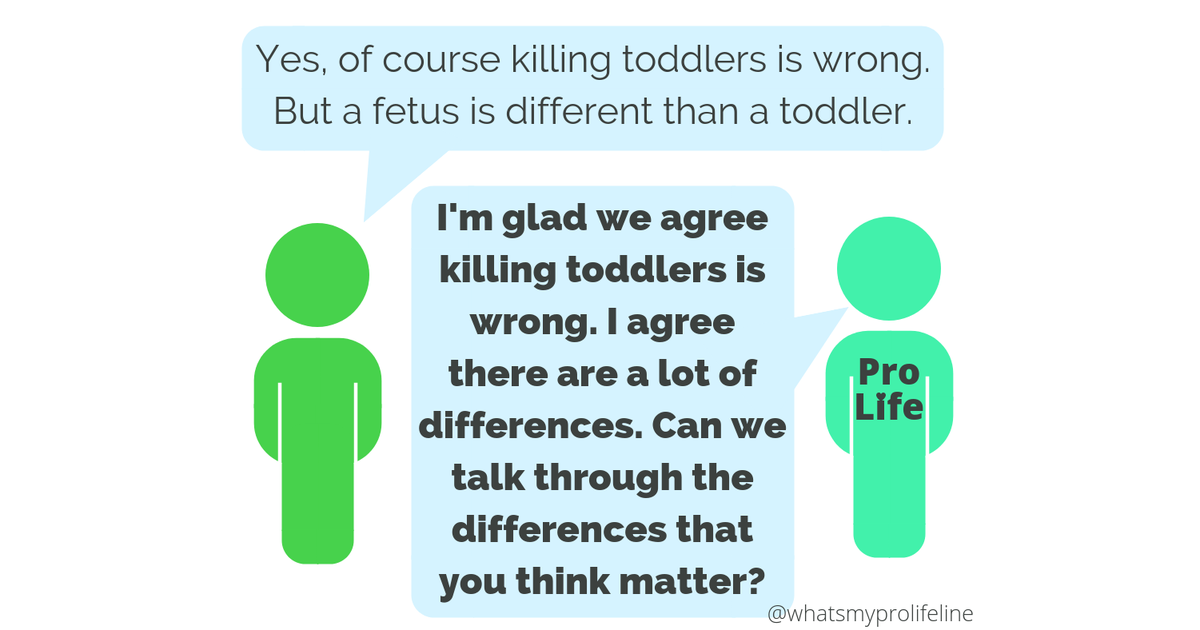 Yes, of course killing toddlers is wrong.
But a fetus is different than a toddler.
I'm glad we agree
killing toddlers is
wrong. I agree
there are a lot of
differences. Can we
talk through the
differences that
you think matter?
Pro
Life
@whatsmyprolifeline